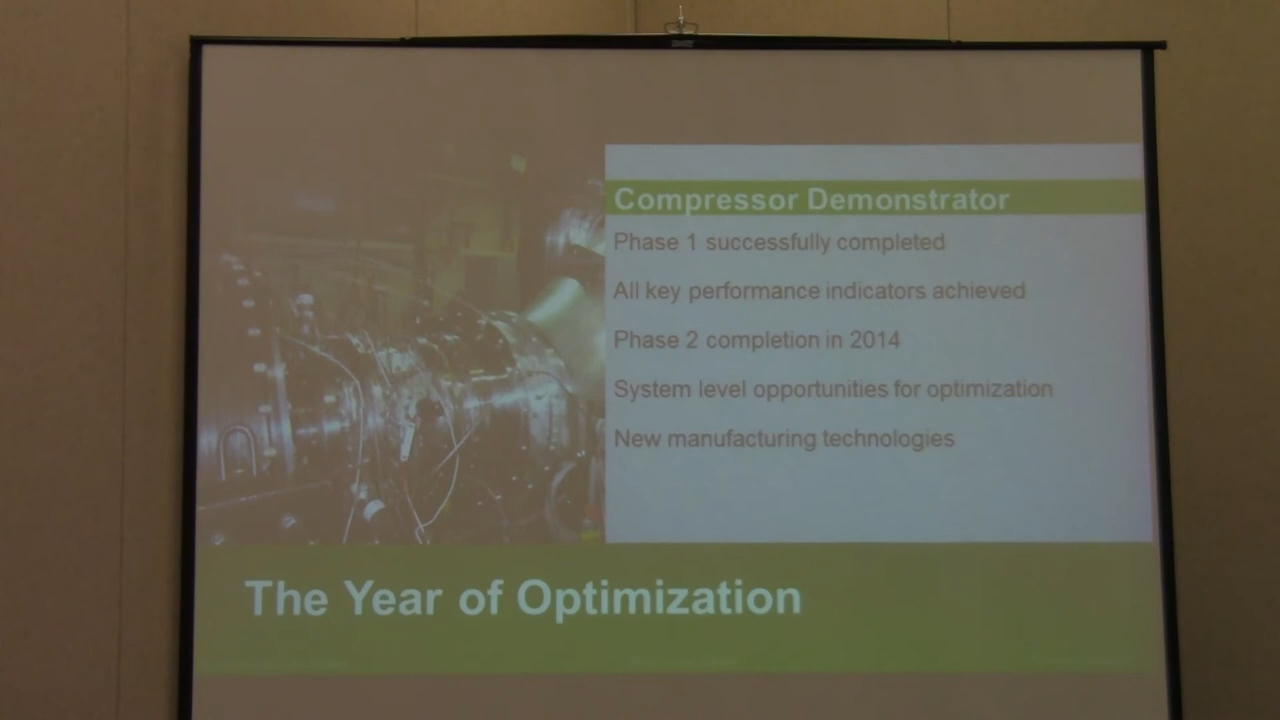 Compressor Demonstrator
Phase 1 successfully completed
All key performance indicators achieved
Phase 2 completion in 2014
System level opportunities for optimization
New manufacturing technologies
The Year of Optimization